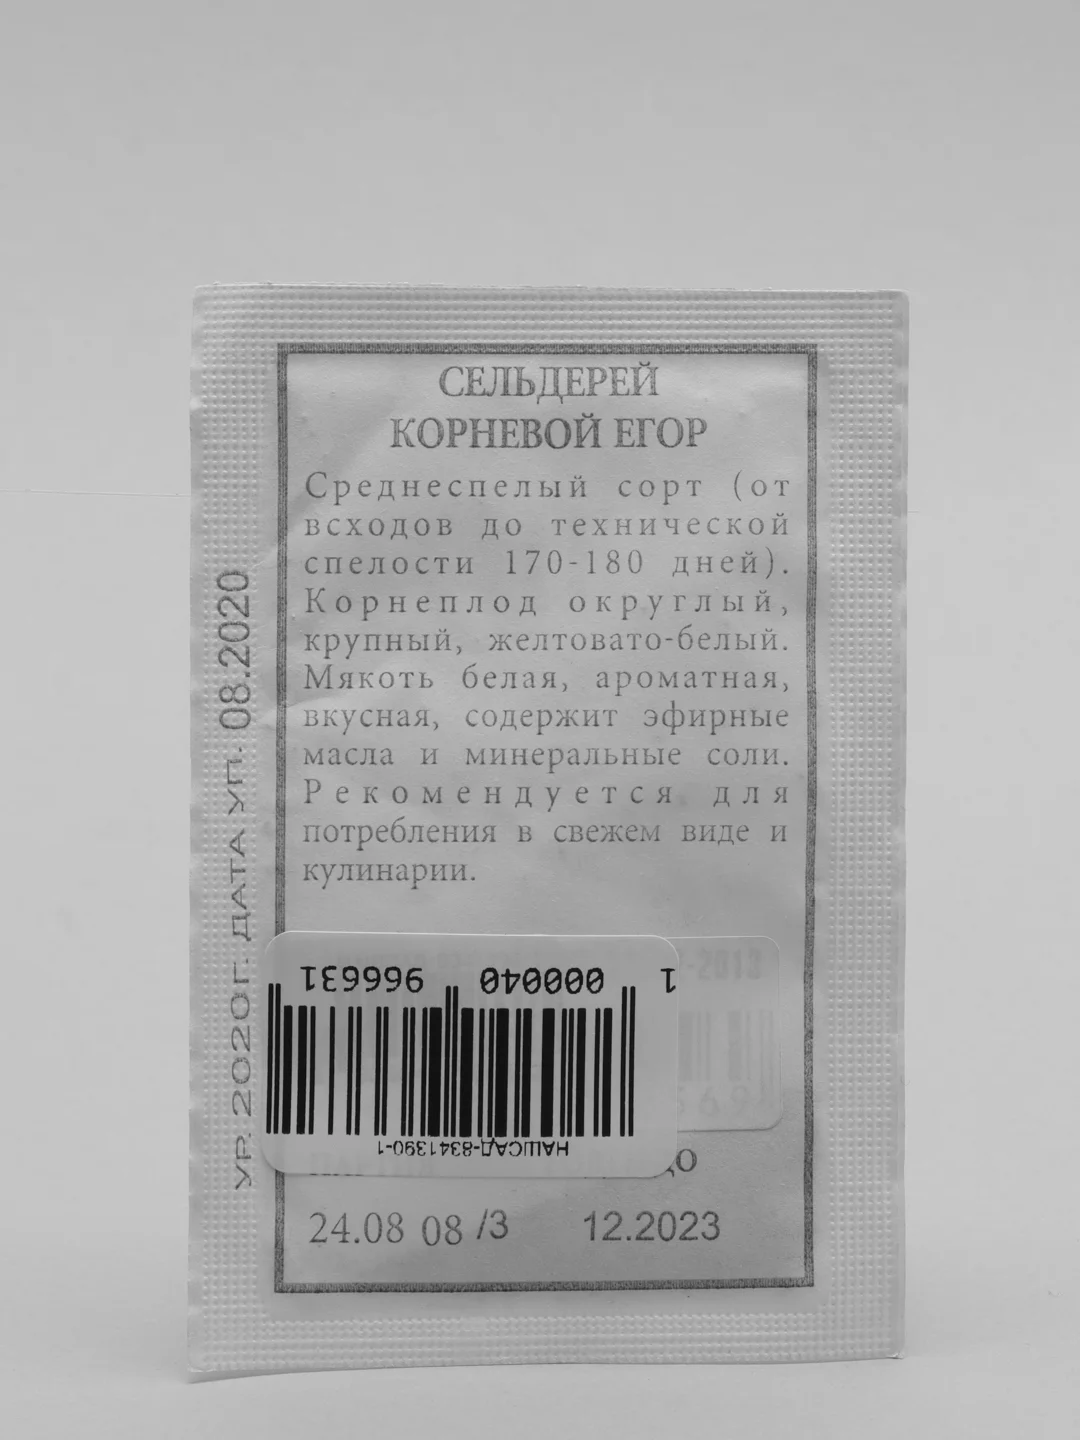 СЕЛЬДЕРЕЙ
КОРНЕВОЙ ЕГОР
Среднеспелый сорт (от
всходов до технической
спелости 170-180 дней).
Корнеплод округлый,
крупный, желтовато-белый.
Мякоть белая, ароматная,
вкусная, содержит эфирные
масла и минеральные соли.
Рекомендуется для
потребления в свежем виде и
кулинарии.
УР. 2020Г. ДАТА УП. 08.2020
1 000040 966631
НАШСАД-8341390-1
24.08 08 /3 12.2023